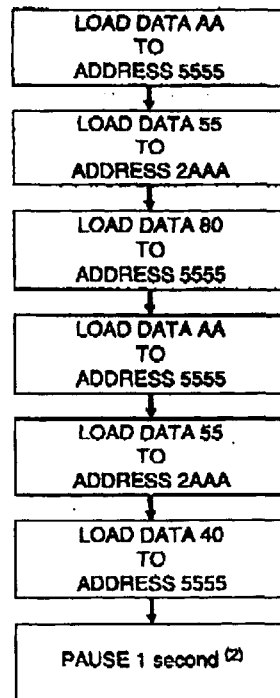 LOAD DATA AA
TO
ADDRESS 5555
LOAD DATA 55
TO
ADDRESS 2AAA
LOAD DATA 80
TO
ADDRESS 5555
LOAD DATA AA
TO
ADDRESS 5555
LOAD DATA 55
TO
ADDRESS 2AAA
LOAD DATA 40
TO
ADDRESS 5555
PAUSE 1 second (2)